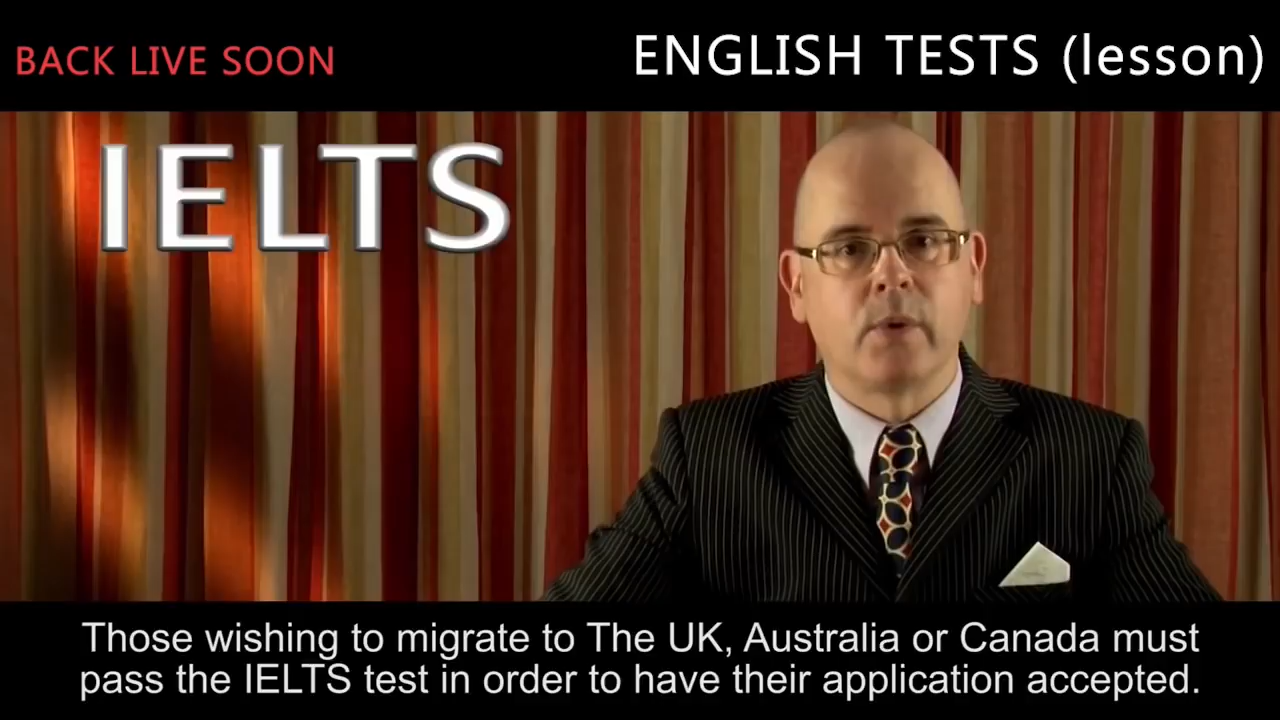 BACK LIVE SOON
ENGLISH TESTS (lesson)
IELTS
Those wishing to migrate to The UK, Australia or Canada must
pass the IELTS test in order to have their application accepted.